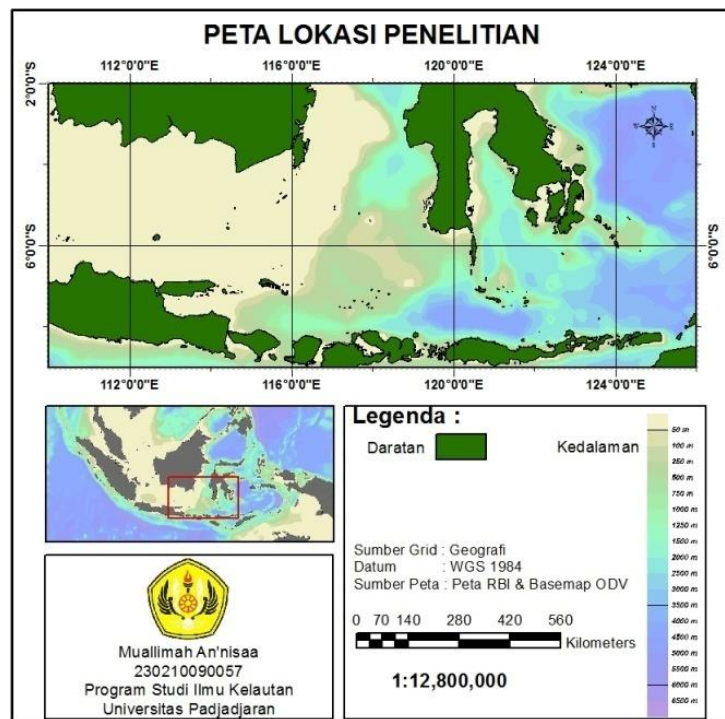 PETA LOKASI PENELITIAN
112°0'0"E 116°0'0"E 120°0'0"E 124°0'0"E
2°0'0"S
6°0'0"S
6°0'0"S
112°0'0"E 116°0'0"E 120°0'0"E 124°0'0"E
Legenda :
Daratan Kedalaman
50 m
100 m
250 m
500 m
750 m
1000 m
1250 m
1500 m
1750 m
2000 m
2500 m
3000 m
3500 m
4000 m
4500 m
5000 m
5500 m
6000 m
6500 m
Sumber Grid : Geografi
Datum : WGS 1984
Sumber Peta : Peta RBI & Basemap ODV
0 70 140 280 420 560
Kilometers
1:12,800,000
Muallimah An'nisaa
230210090057
Program Studi Ilmu Kelautan
Universitas Padjadjaran